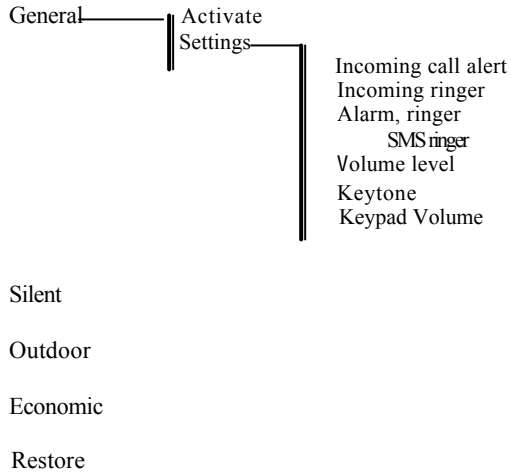 General Activate
Settings
Incoming call alert
Incoming ringer
Alarm, ringer
SMS ringer
Volume level
Keytone
Keypad Volume
Silent
Outdoor
Economic
Restore